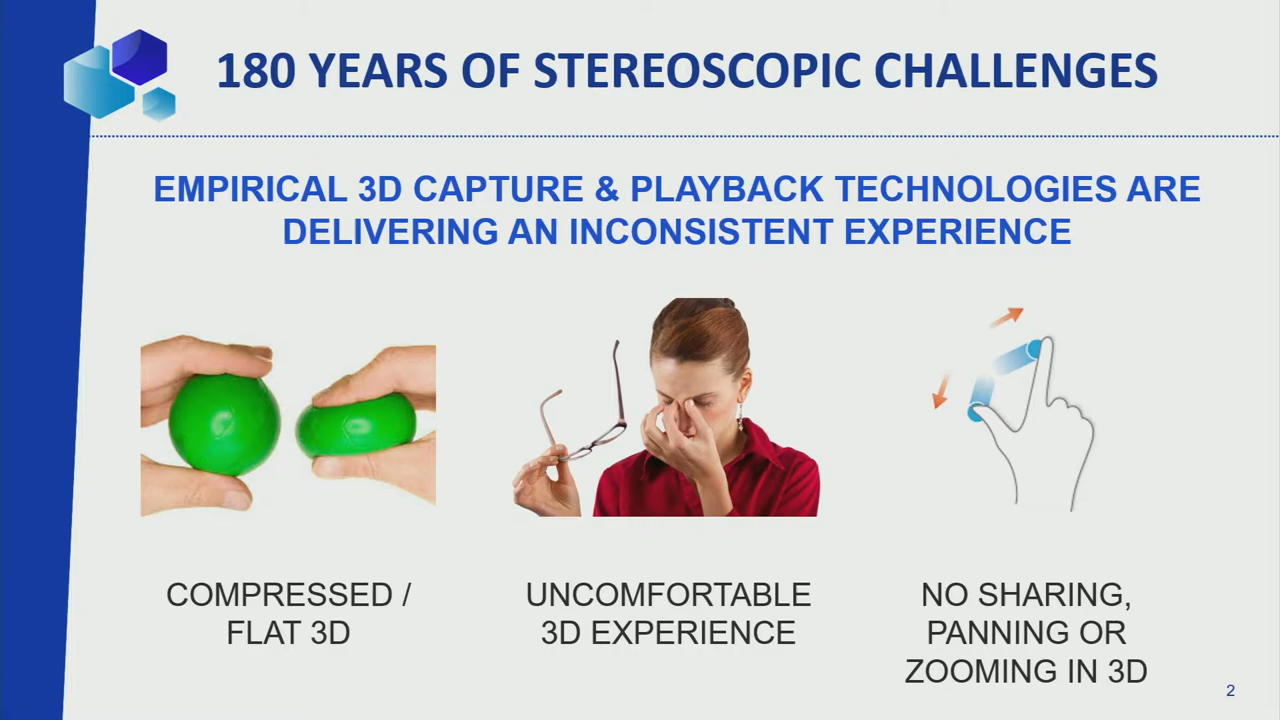 180 YEARS OF STEREOSCOPIC CHALLENGES
EMPIRICAL 3D CAPTURE & PLAYBACK TECHNOLOGIES ARE
DELIVERING AN INCONSISTENT EXPERIENCE
COMPRESSED /
FLAT 3D
UNCOMFORTABLE
3D EXPERIENCE
NO SHARING,
PANNING OR
ZOOMING IN 3D
2